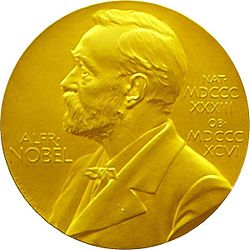 ALFR·
NOBEL
NAT·
MDCCC
XXXIII
OB·
MDCCC
XCVI